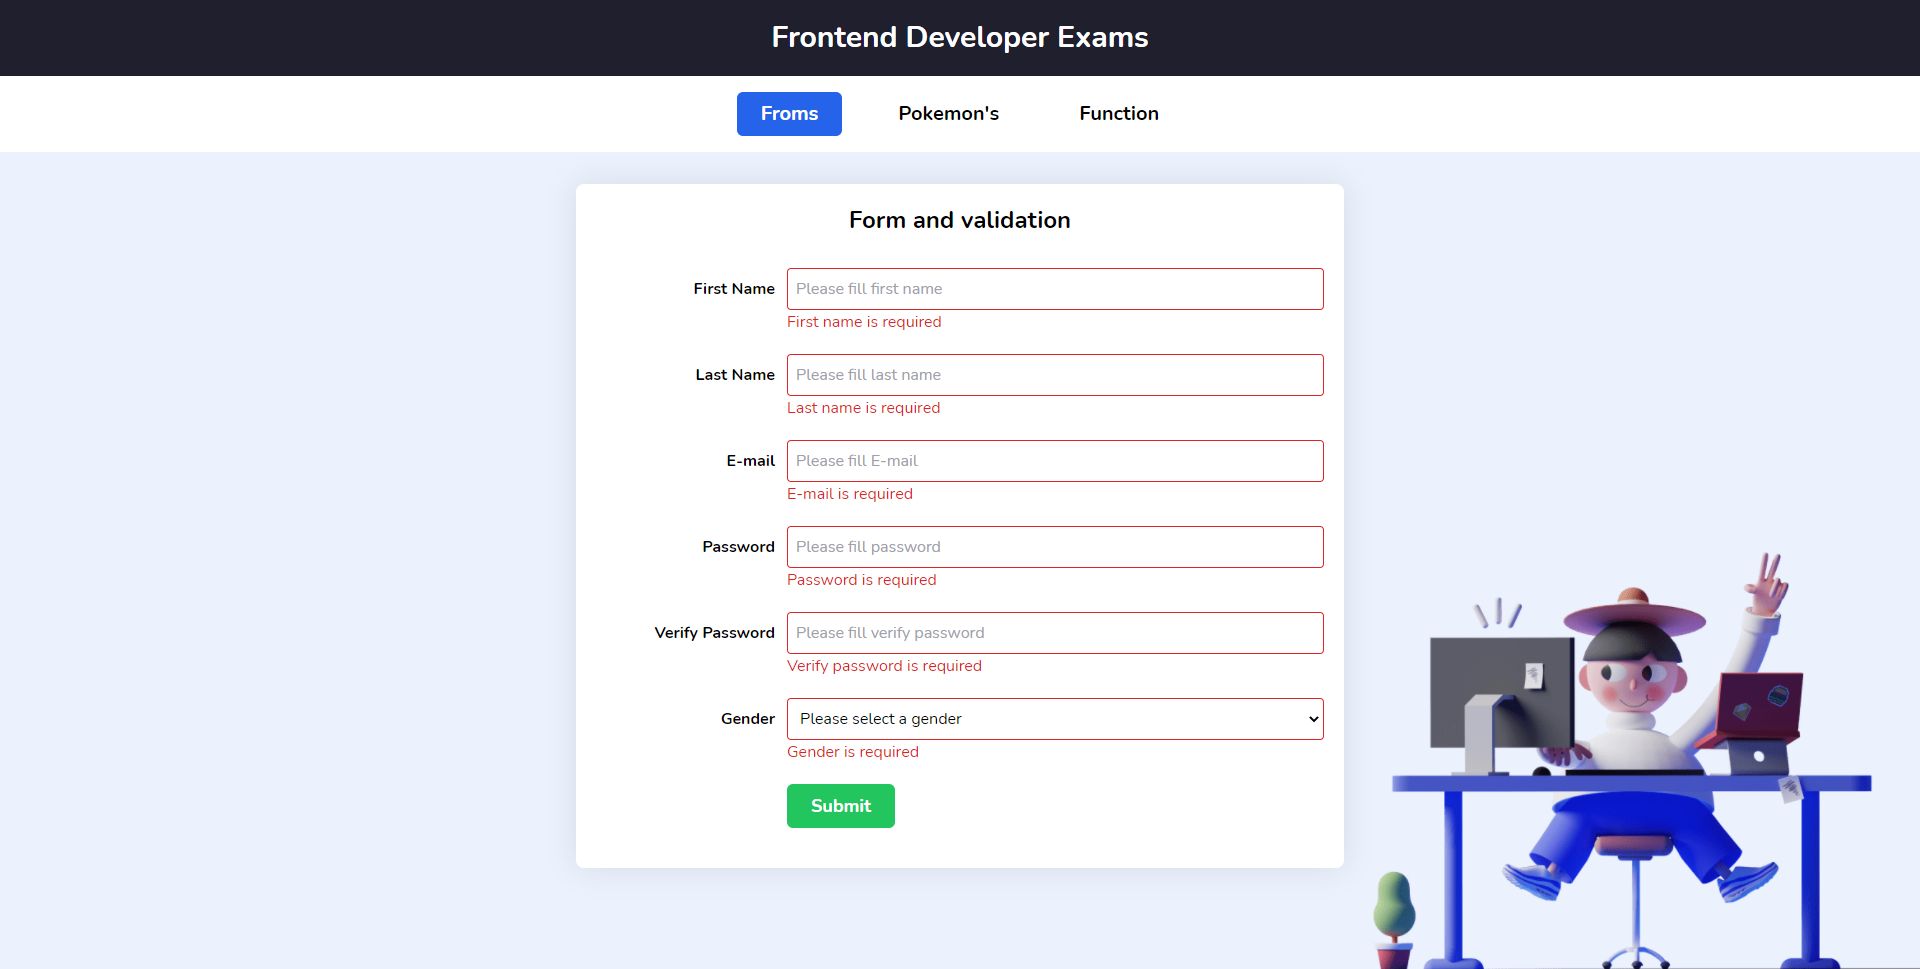 Frontend Developer Exams
Froms Pokemon's Function
Form and validation
First Name Please fill first name
First name is required
Last Name Please fill last name
Last name is required
E-mail Please fill E-mail
E-mail is required
Password Please fill password
Password is required
Verify Password Please fill verify password
Verify password is required
Gender Please select a gender
Gender is required
Submit